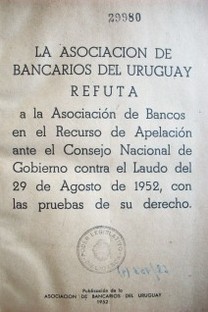 29980
LA ASOCIACION DE
BANCARIOS DEL URUGUAY
REFUTA
a la Asociación de Bancos
en el Recurso de Apelación
ante el Consejo Nacional de
Gobierno contra el Laudo del
29 de Agosto de 1952, con
las pruebas de su derecho.
Publicación de la
ASOCIACION DE BANCARIOS DEL URUGUAY
1952